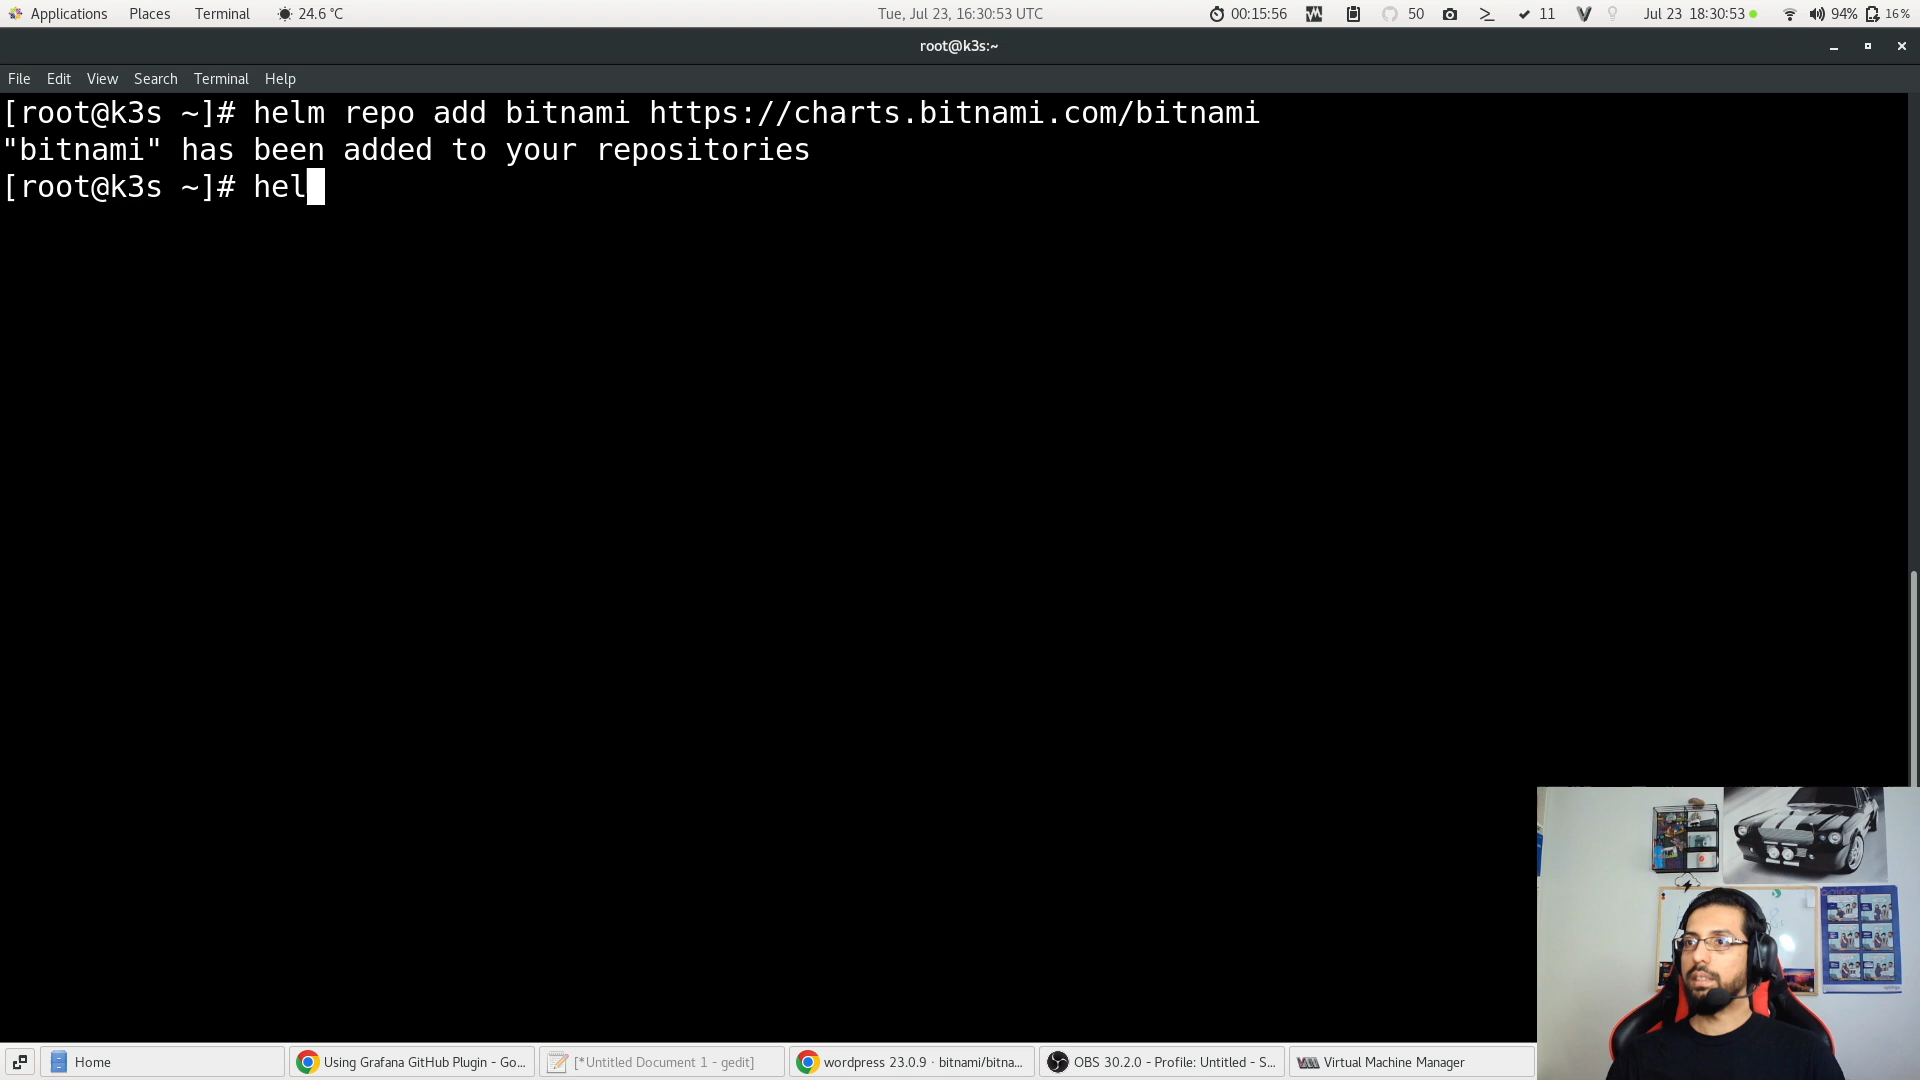 Applications Places Terminal 24.6 °C Tue, Jul 23, 16:30:53 UTC 00:15:56 50 11 Jul 23 18:30:53 94% 16%
root@k3s:~
File Edit View Search Terminal Help
[root@k3s ~]# helm repo add bitnami https://charts.bitnami.com/bitnami
"bitnami" has been added to your repositories
[root@k3s ~]# hel
Home Using Grafana GitHub Plugin - Go... [*Untitled Document 1 - gedit] wordpress 23.0.9 · bitnami/bitna... OBS 30.2.0 - Profile: Untitled - S... Virtual Machine Manager